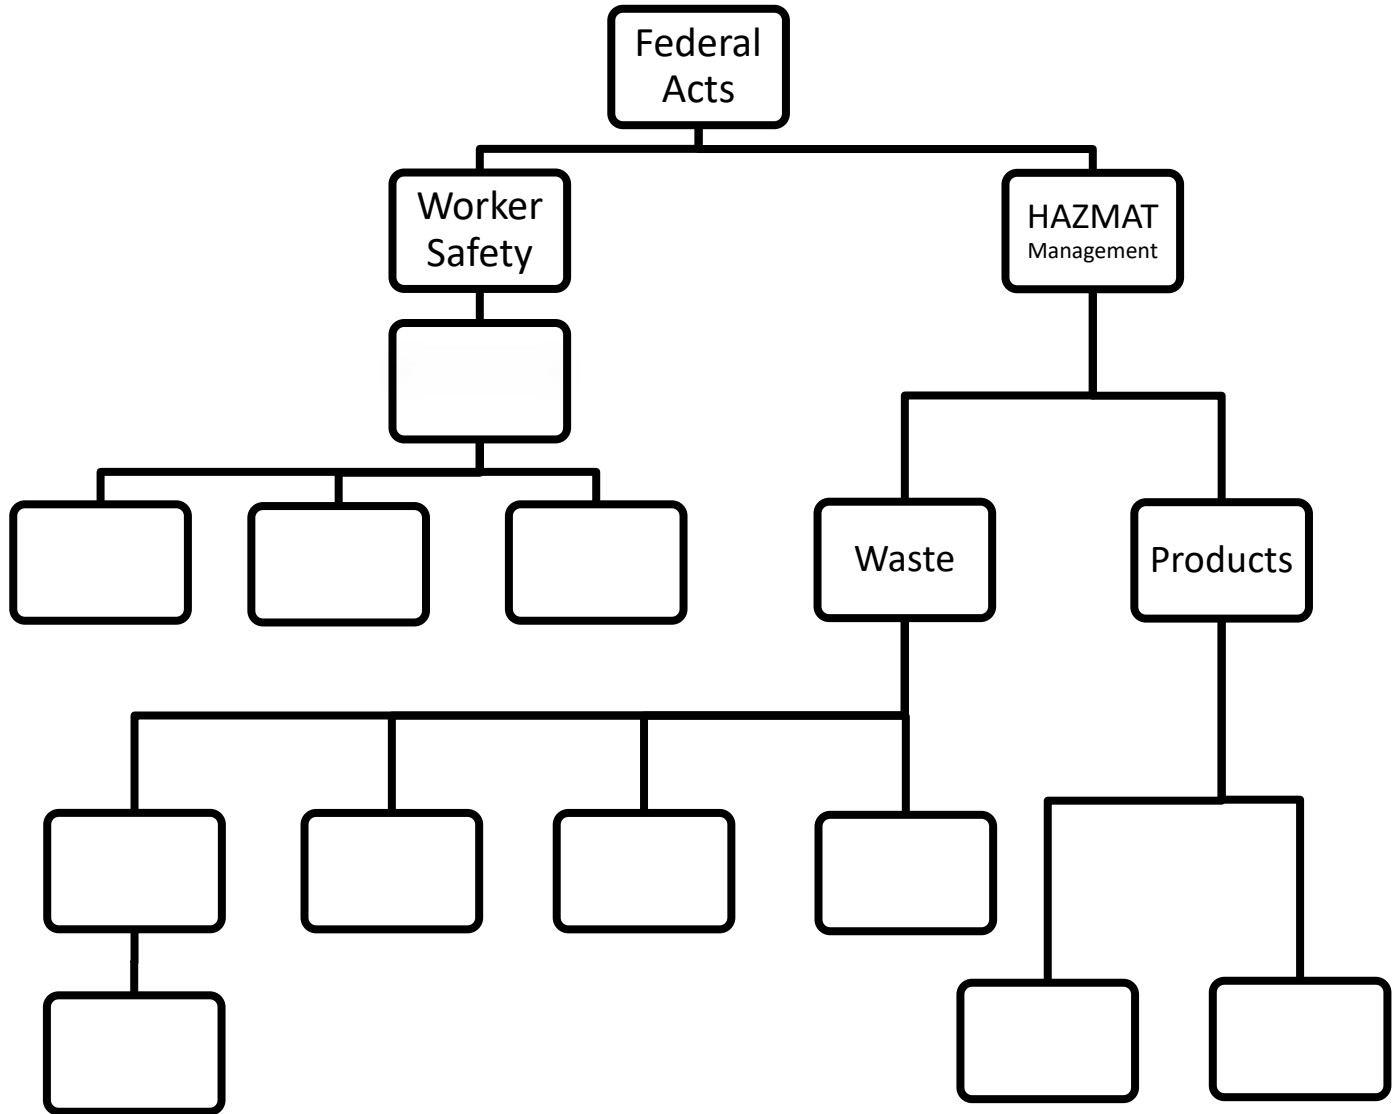 Federal
Acts
Worker
Safety
HAZMAT
Management
Waste
Products